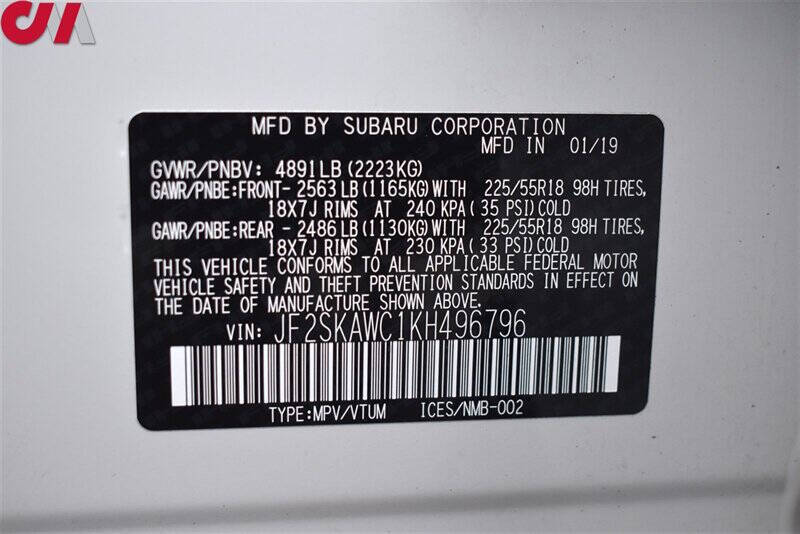 MFD BY SUBARU CORPORATION
MFD IN 01/19
GVWR/PNBV: 4891LB (2223KG)
GAWR/PNBE:FRONT- 2563LB(1165KG)WITH 225/55R18 98H TIRES,
18X7J RIMS AT 240 KPA(35 PSI)COLD
GAWR/PNBE:REAR - 2486LB(1130KG)WITH 225/55R18 98H TIRES,
18X7J RIMS AT 230 KPA(33 PSI)COLD
THIS VEHICLE CONFORMS TO ALL APPLICABLE FEDERAL MOTOR
VEHICLE SAFETY AND THEFT PREVENTION STANDARDS IN EFFECT ON
THE DATE OF MANUFACTURE SHOWN ABOVE.
VIN: JF2SKAWC1KH496796
TYPE:MPV/VTUM ICES/NMB-002